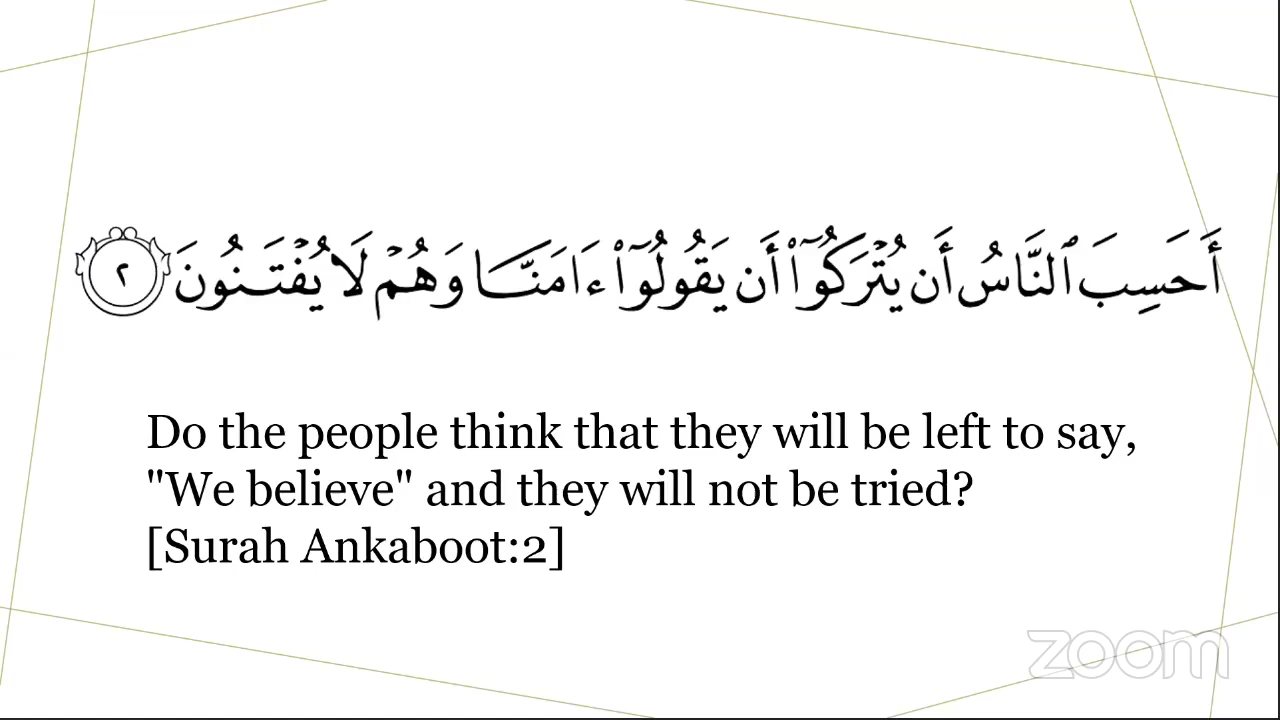 أَحَسِبَ ٱلنَّاسُ أَن يُتْرَكُوٓا۟ أَن يَقُولُوٓا۟ ءَامَنَّا وَهُمْ لَا يُفْتَنُونَ ٢
Do the people think that they will be left to say,
"We believe" and they will not be tried?
[Surah Ankaboot:2]
zoom